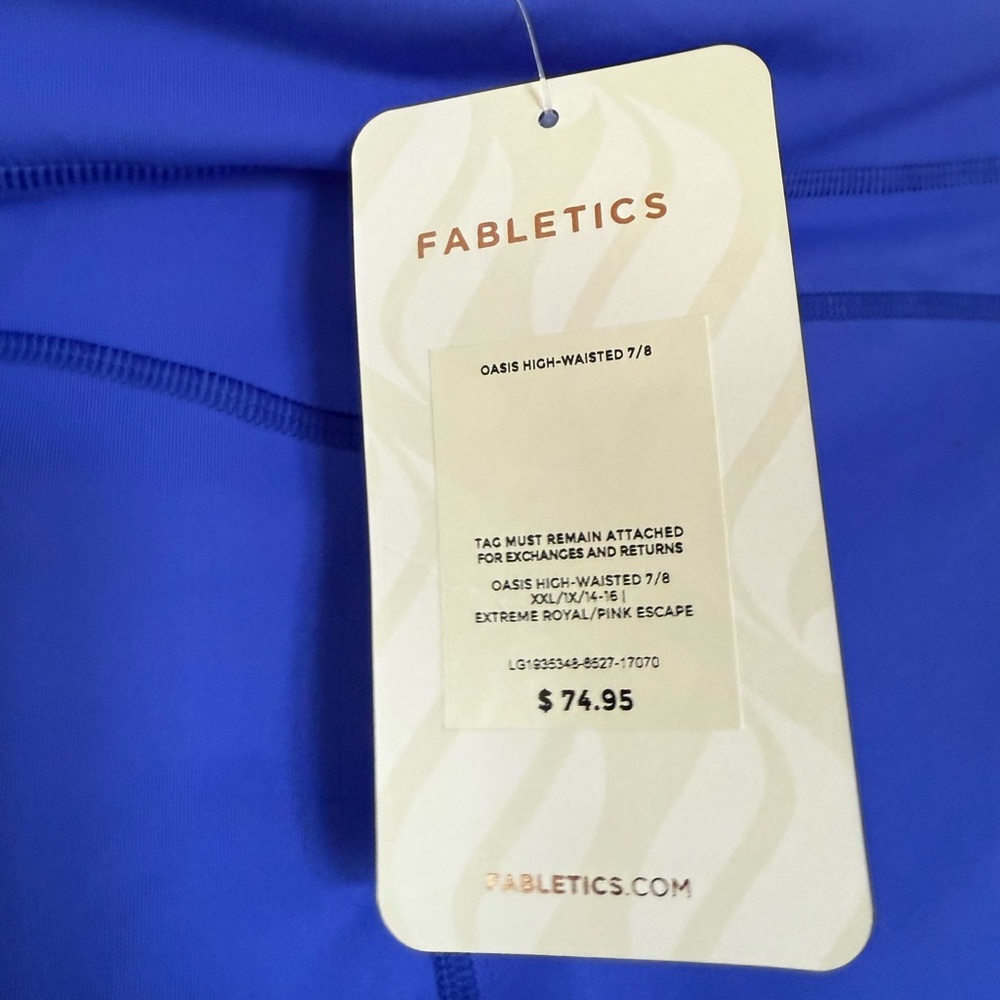 FABLETICS
OASIS HIGH-WAISTED 7/8
TAG MUST REMAIN ATTACHED
FOR EXCHANGES AND RETURNS
OASIS HIGH-WAISTED 7/8
XXL/1X/14-16 |
EXTREME ROYAL/PINK ESCAPE
LG1935348-8527-17070
$ 74.95
FABLETICS.COM